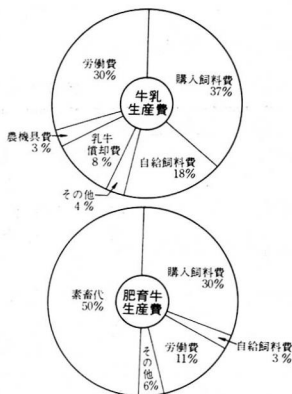 労働費
30%
購入飼料費
37%
牛乳
生産費
農機具費
3%
乳牛
償却費
8%
自給飼料費
18%
その他
4%
素畜代
50%
購入飼料費
30%
肥育牛
生産費
自給飼料費
3%
労働費
11%
その他
6%